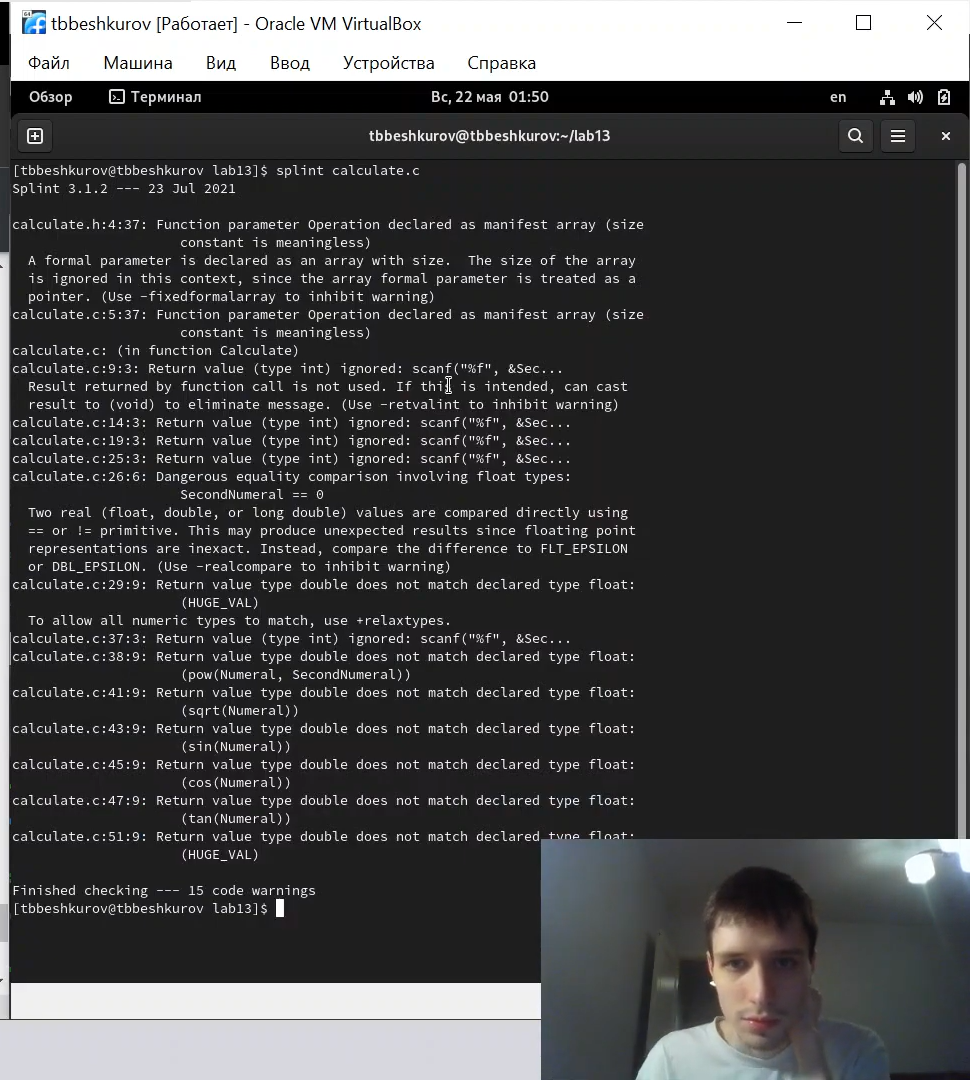 tbbeshkurov [Работает] - Oracle VM VirtualBox
Файл Машина Вид Ввод Устройства Справка
Обзор Терминал Вс, 22 мая 01:50 en
tbbeshkurov@tbbeshkurov:~/lab13
[tbbeshkurov@tbbeshkurov lab13]$ splint calculate.c
Splint 3.1.2 --- 23 Jul 2021
calculate.h:4:37: Function parameter Operation declared as manifest array (size
constant is meaningless)
A formal parameter is declared as an array with size. The size of the array
is ignored in this context, since the array formal parameter is treated as a
pointer. (Use -fixedformalarray to inhibit warning)
calculate.c:5:37: Function parameter Operation declared as manifest array (size
constant is meaningless)
calculate.c: (in function Calculate)
calculate.c:9:3: Return value (type int) ignored: scanf("%f", &Sec...
Result returned by function call is not used. If this is intended, can cast
result to (void) to eliminate message. (Use -retvalint to inhibit warning)
calculate.c:14:3: Return value (type int) ignored: scanf("%f", &Sec...
calculate.c:19:3: Return value (type int) ignored: scanf("%f", &Sec...
calculate.c:25:3: Return value (type int) ignored: scanf("%f", &Sec...
calculate.c:26:6: Dangerous equality comparison involving float types:
SecondNumeral == 0
Two real (float, double, or long double) values are compared directly using
== or != primitive. This may produce unexpected results since floating point
representations are inexact. Instead, compare the difference to FLT_EPSILON
or DBL_EPSILON. (Use -realcompare to inhibit warning)
calculate.c:29:9: Return value type double does not match declared type float:
(HUGE_VAL)
To allow all numeric types to match, use +relaxtypes.
calculate.c:37:3: Return value (type int) ignored: scanf("%f", &Sec...
calculate.c:38:9: Return value type double does not match declared type float:
(pow(Numeral, SecondNumeral))
calculate.c:41:9: Return value type double does not match declared type float:
(sqrt(Numeral))
calculate.c:43:9: Return value type double does not match declared type float:
(sin(Numeral))
calculate.c:45:9: Return value type double does not match declared type float:
(cos(Numeral))
calculate.c:47:9: Return value type double does not match declared type float:
(tan(Numeral))
calculate.c:51:9: Return value type double does not match declared type float:
(HUGE_VAL)
Finished checking --- 15 code warnings
[tbbeshkurov@tbbeshkurov lab13]$